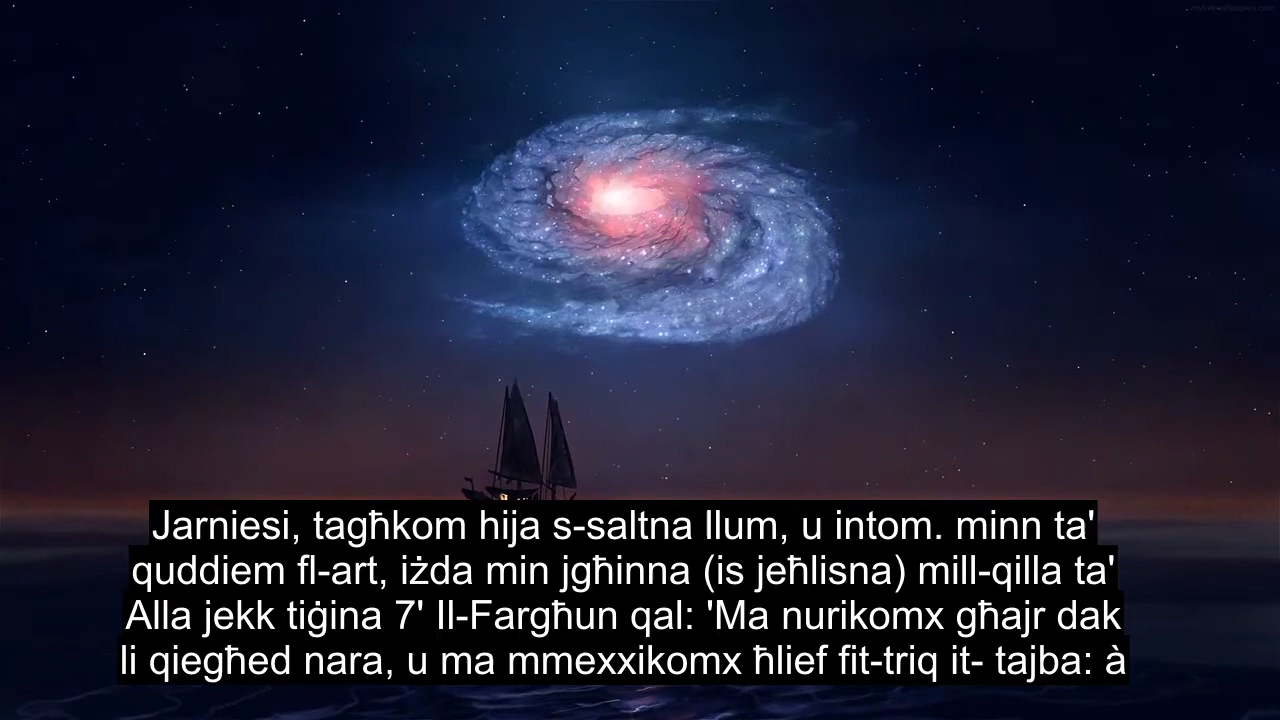 Jarniesi, tagħkom hija s-saltna llum, u intom. minn ta'
quddiem fl-art, iżda min jgħinna (is jeħlisna) mill-qilla ta'
Alla jekk tiġina 7' Il-Fargħun qal: 'Ma nurikomx għajr dak
li qiegħed nara, u ma mmexxikomx ħlief fit-triq it- tajba: à